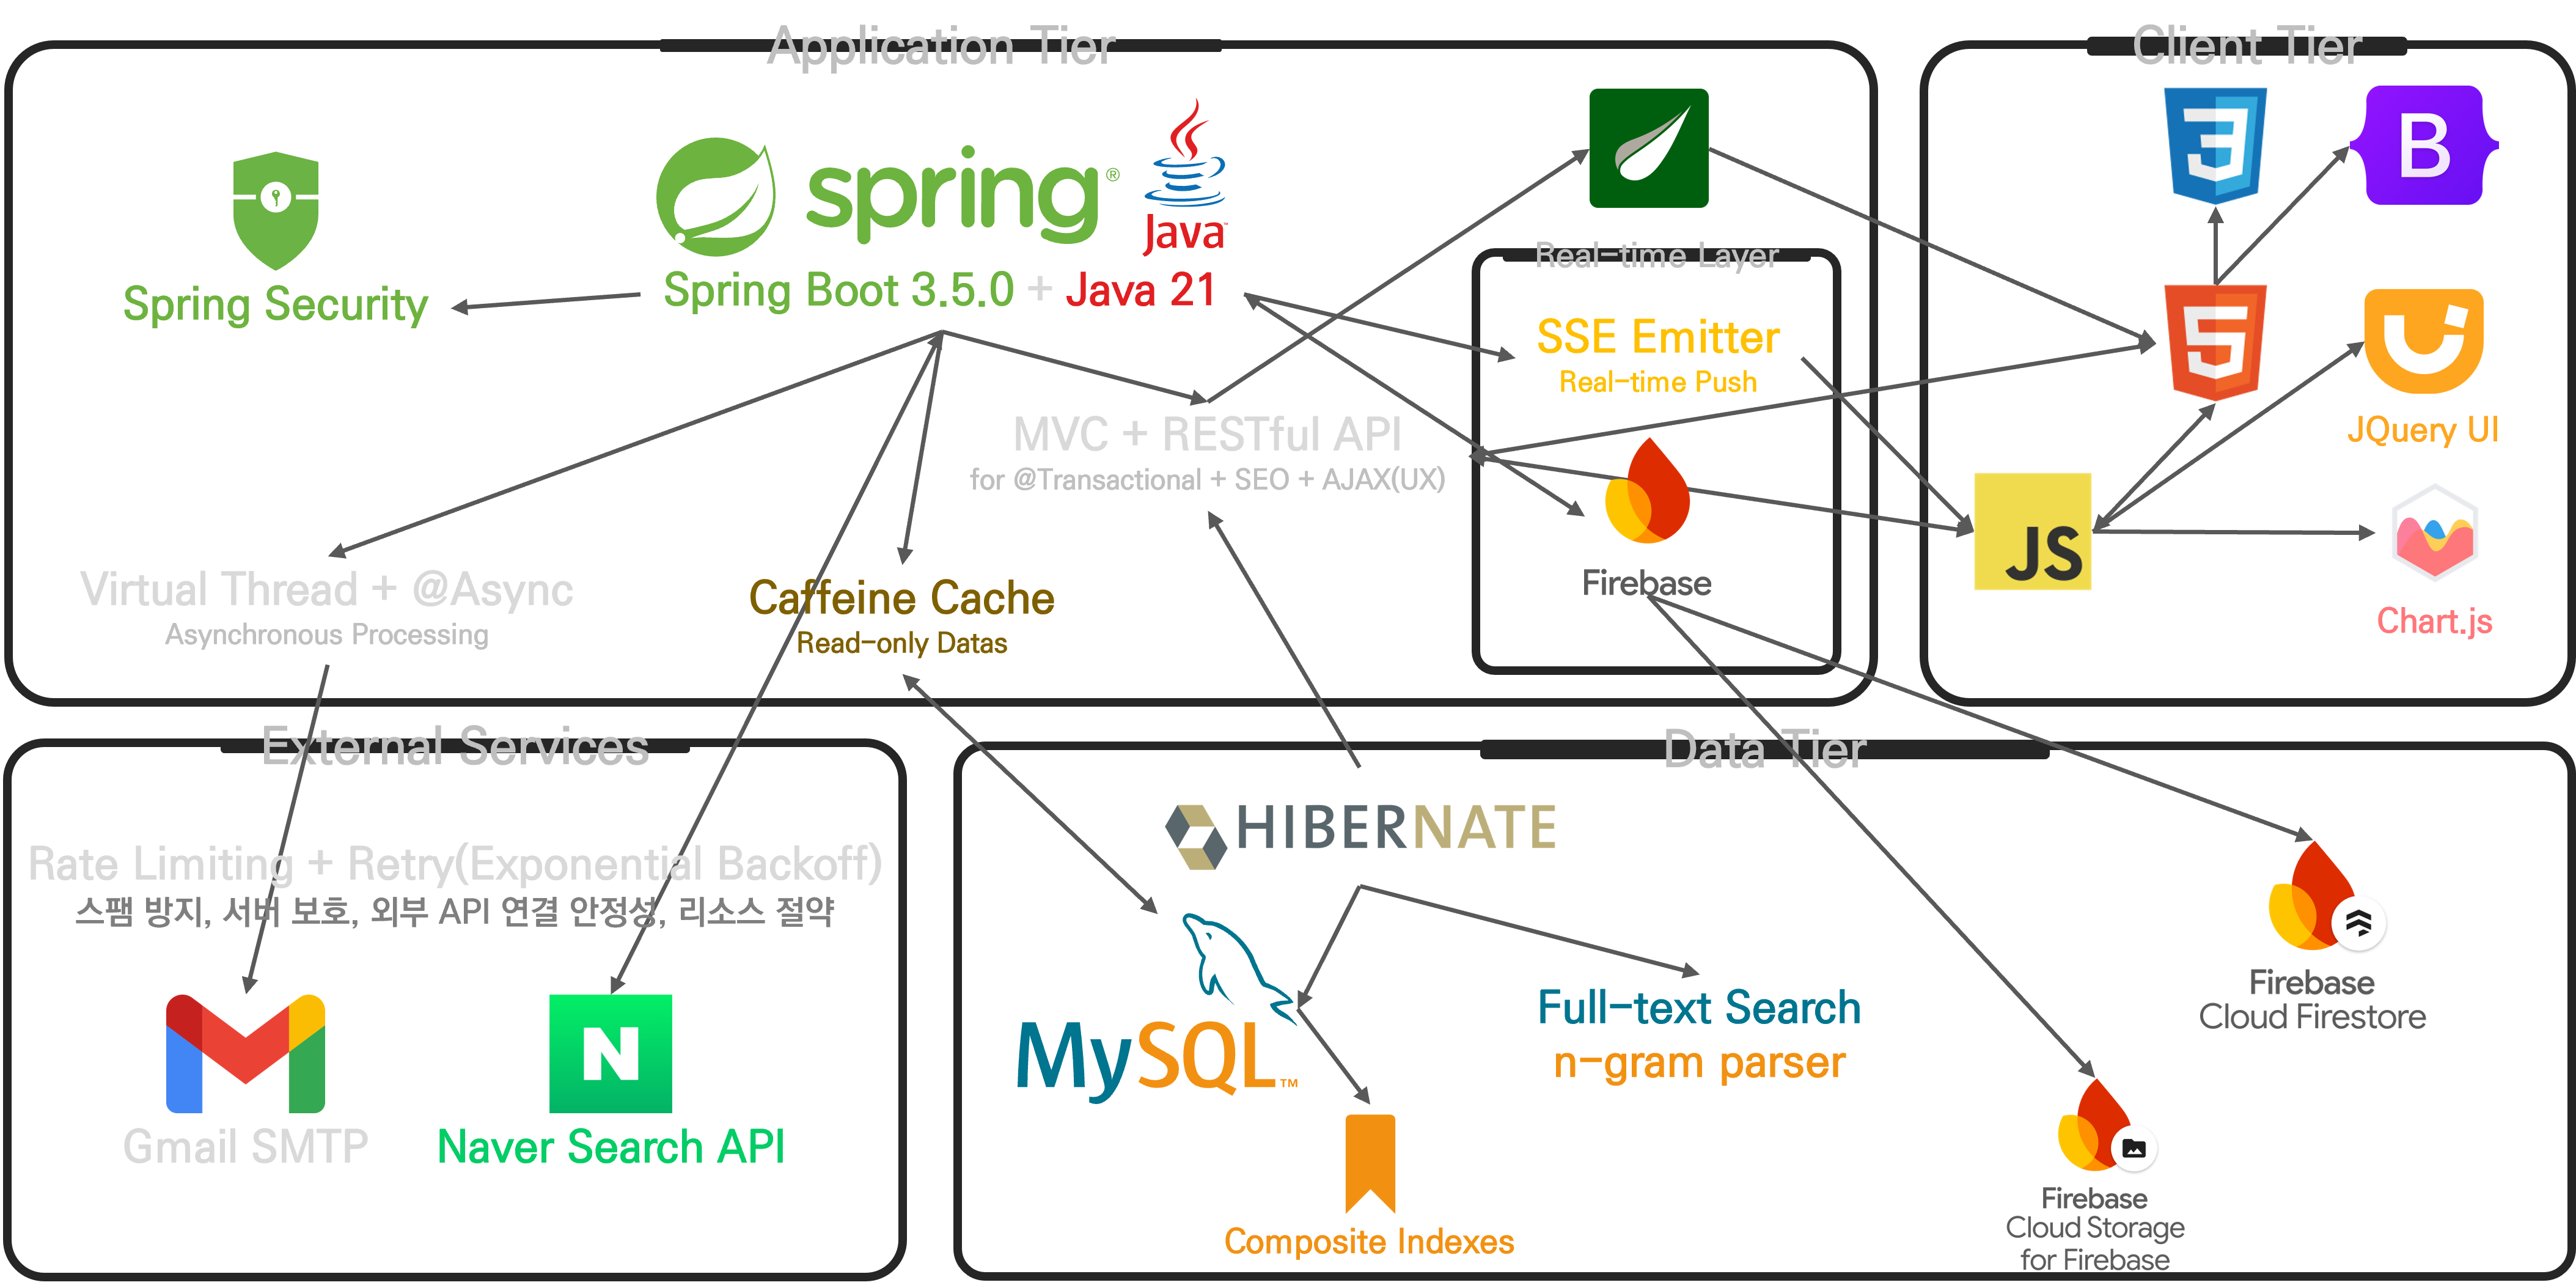 Application Tier
Client Tier
spring®
Java™
B
Spring Security
Spring Boot 3.5.0 + Java 21
Real-time Layer
SSE Emitter
Real-time Push
JQuery UI
MVC + RESTful API
for @Transactional + SEO + AJAX(UX)
JS
Firebase
Chart.js
Virtual Thread + @Async
Asynchronous Processing
Caffeine Cache
Read-only Datas
External Services
Data Tier
HIBERNATE
Rate Limiting + Retry(Exponential Backoff)
스팸 방지, 서버 보호, 외부 API 연결 안정성, 리소스 절약
MySQL™
Full-text Search
n-gram parser
Firebase
Cloud Firestore
N
Gmail SMTP
Naver Search API
Composite Indexes
Firebase
Cloud Storage
for Firebase